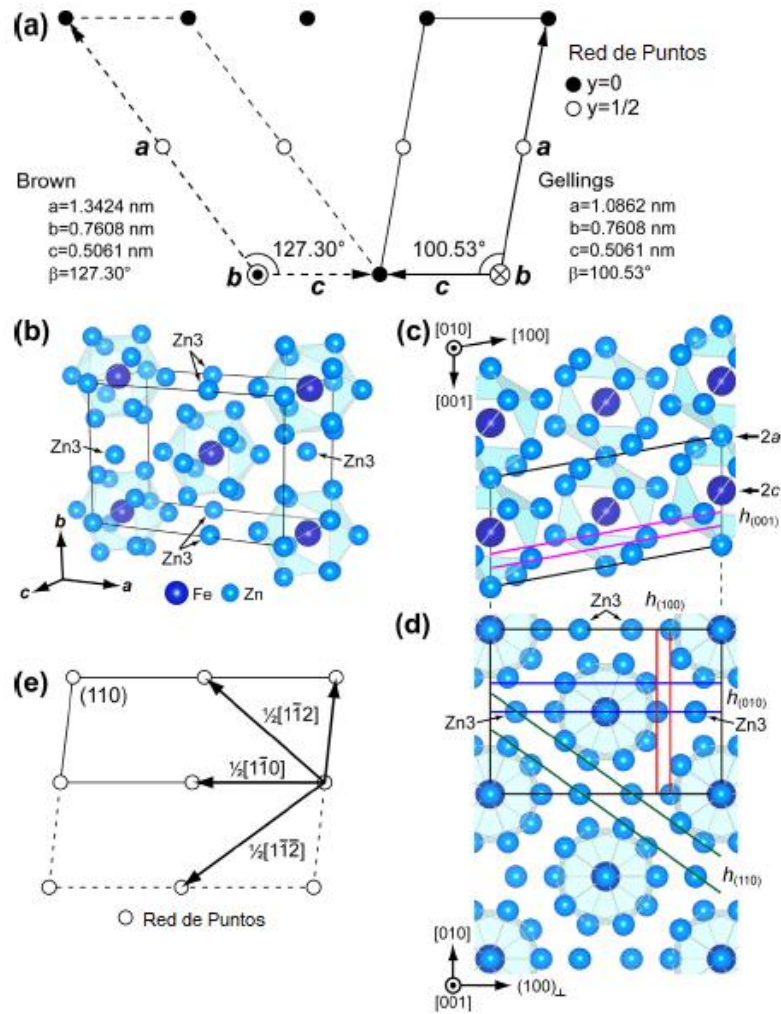 (a)
Red de Puntos
y=0
y=1/2
a
a
Brown
a=1.3424 nm
b=0.7608 nm
c=0.5061 nm
β=127.30°
Gellings
a=1.0862 nm
b=0.7608 nm
c=0.5061 nm
β=100.53°
127.30°
100.53°
b
c
c
b
(b)
Zn3
Zn3
Zn3
Zn3
b
c
a
Fe
Zn
(c)
[010]
[100]
[001]
2a
2c
h(001)
(d)
Zn3
h(100)
h(010)
Zn3
Zn3
h(110)
[010]
[001]
(100)⊥
(e)
(110)
½[11̅2]
½[11̅0]
½[11̅2̅]
Red de Puntos